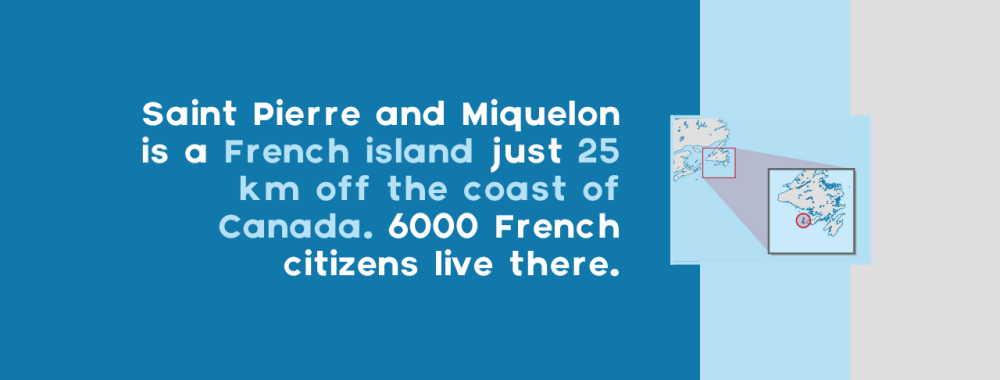 Saint Pierre and Miquelon
is a French island just 25
km off the coast of
Canada. 6000 French
citizens live there.